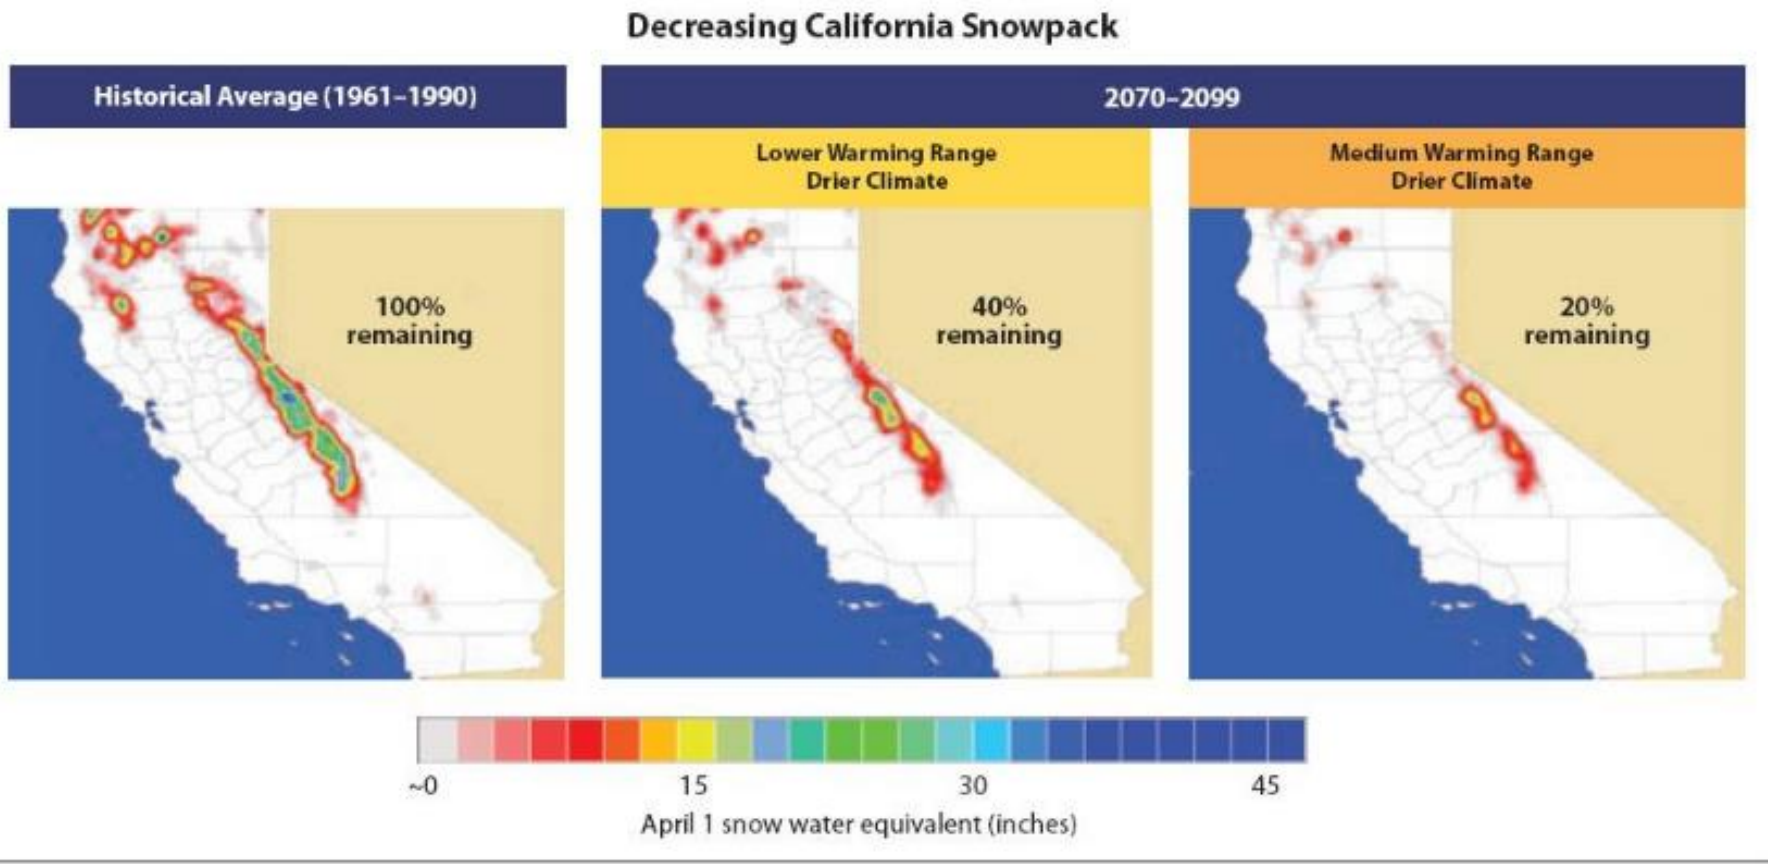 Decreasing California Snowpack
Historical Average (1961–1990)
2070–2099
Lower Warming Range
Drier Climate
Medium Warming Range
Drier Climate
100%
remaining
40%
remaining
20%
remaining
~0
15
30
45
April 1 snow water equivalent (inches)